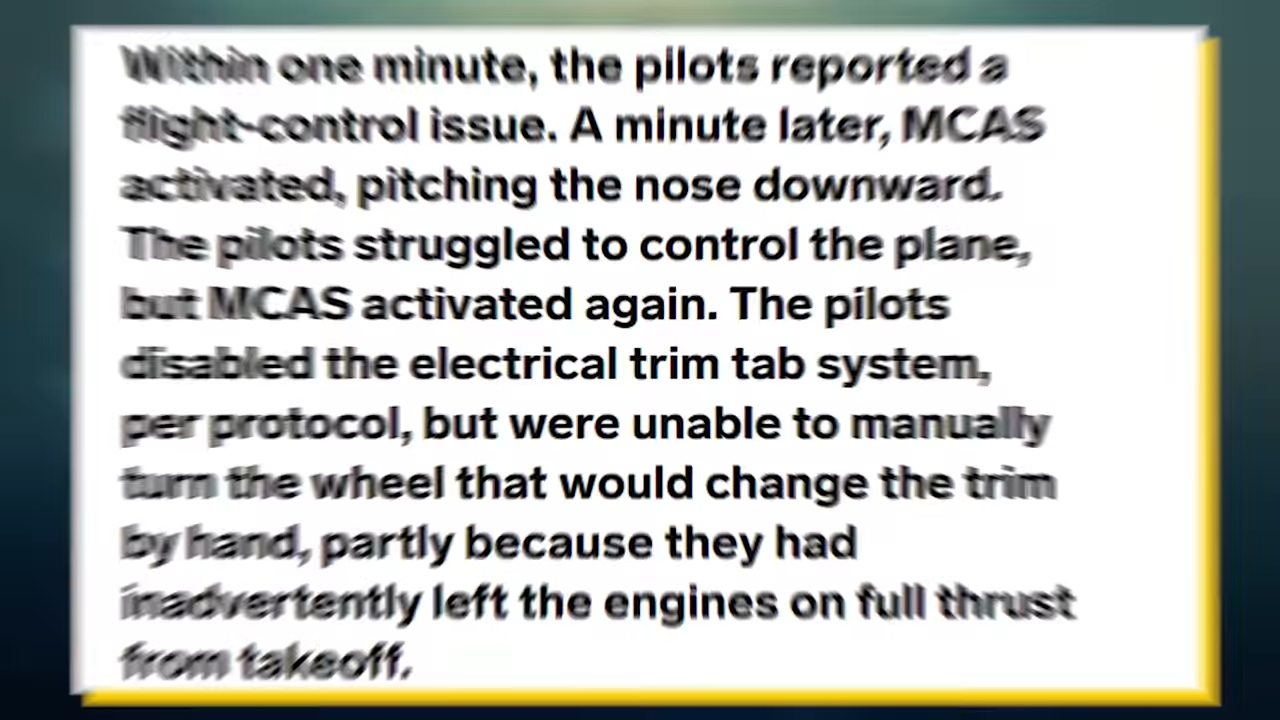 Within one minute, the pilots reported a
flight-control issue. A minute later, MCAS
activated, pitching the nose downward.
The pilots struggled to control the plane,
but MCAS activated again. The pilots
disabled the electrical trim tab system,
per protocol, but were unable to manually
turn the wheel that would change the trim
by hand, partly because they had
inadvertently left the engines on full thrust
from takeoff.